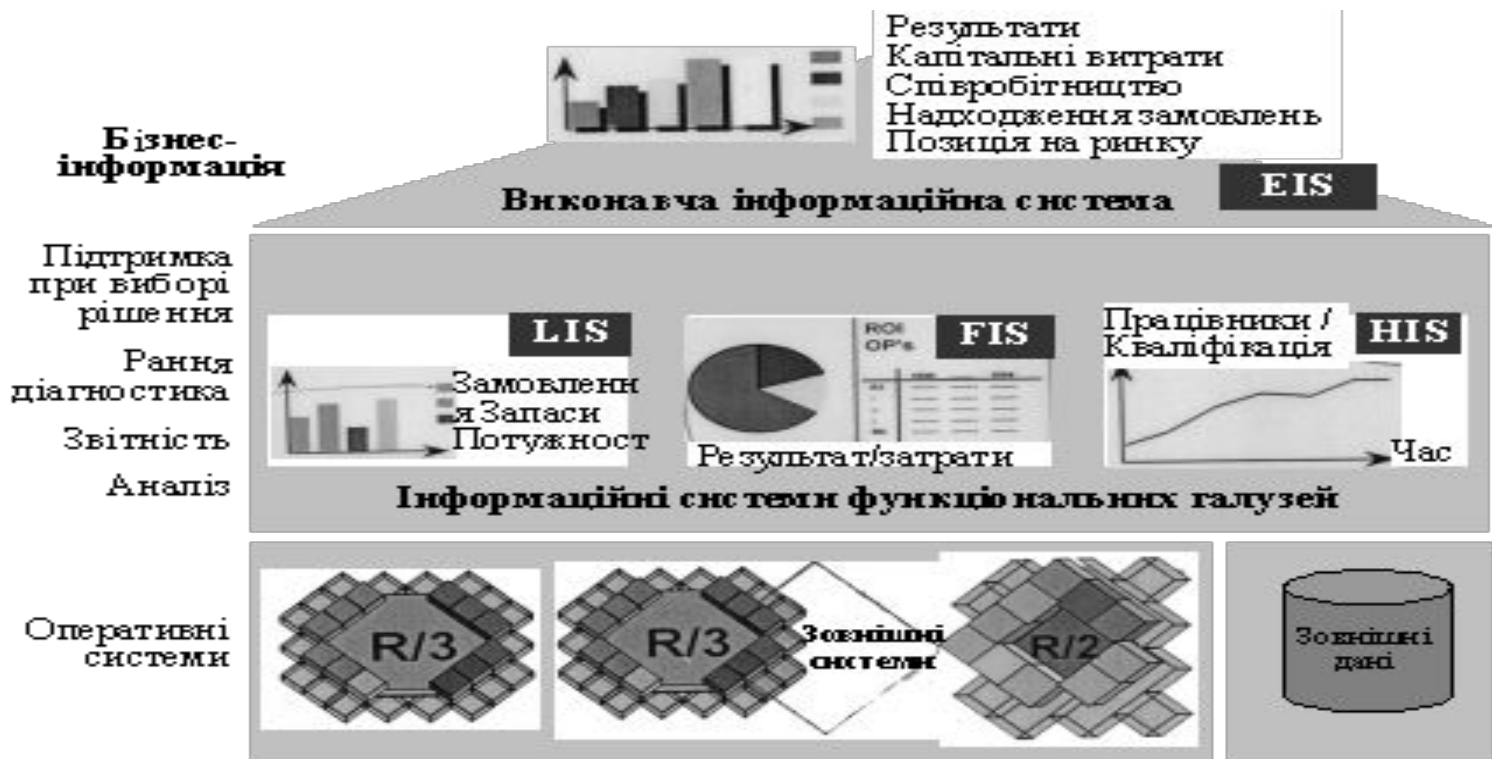 Результати
Капітальні витрати
Співробітництво
Надходження замовлень
Позиція на ринку
Бізнес-
інформація
EIS
Виконавча інформаційна система
Підтримка
при виборі
рішення
Рання
діагностика
Звітність
Аналіз
LIS
Замовленн
я Запаси
Потужност
ROI
OP's
FIS
Результат/затрати
Працівники /
Кваліфікація
HIS
Час
Інформаційні системи функціональних галузей
Оперативні
системи
R/3
R/3
Зовнішні
системи
R/2
Зовнішні
дані